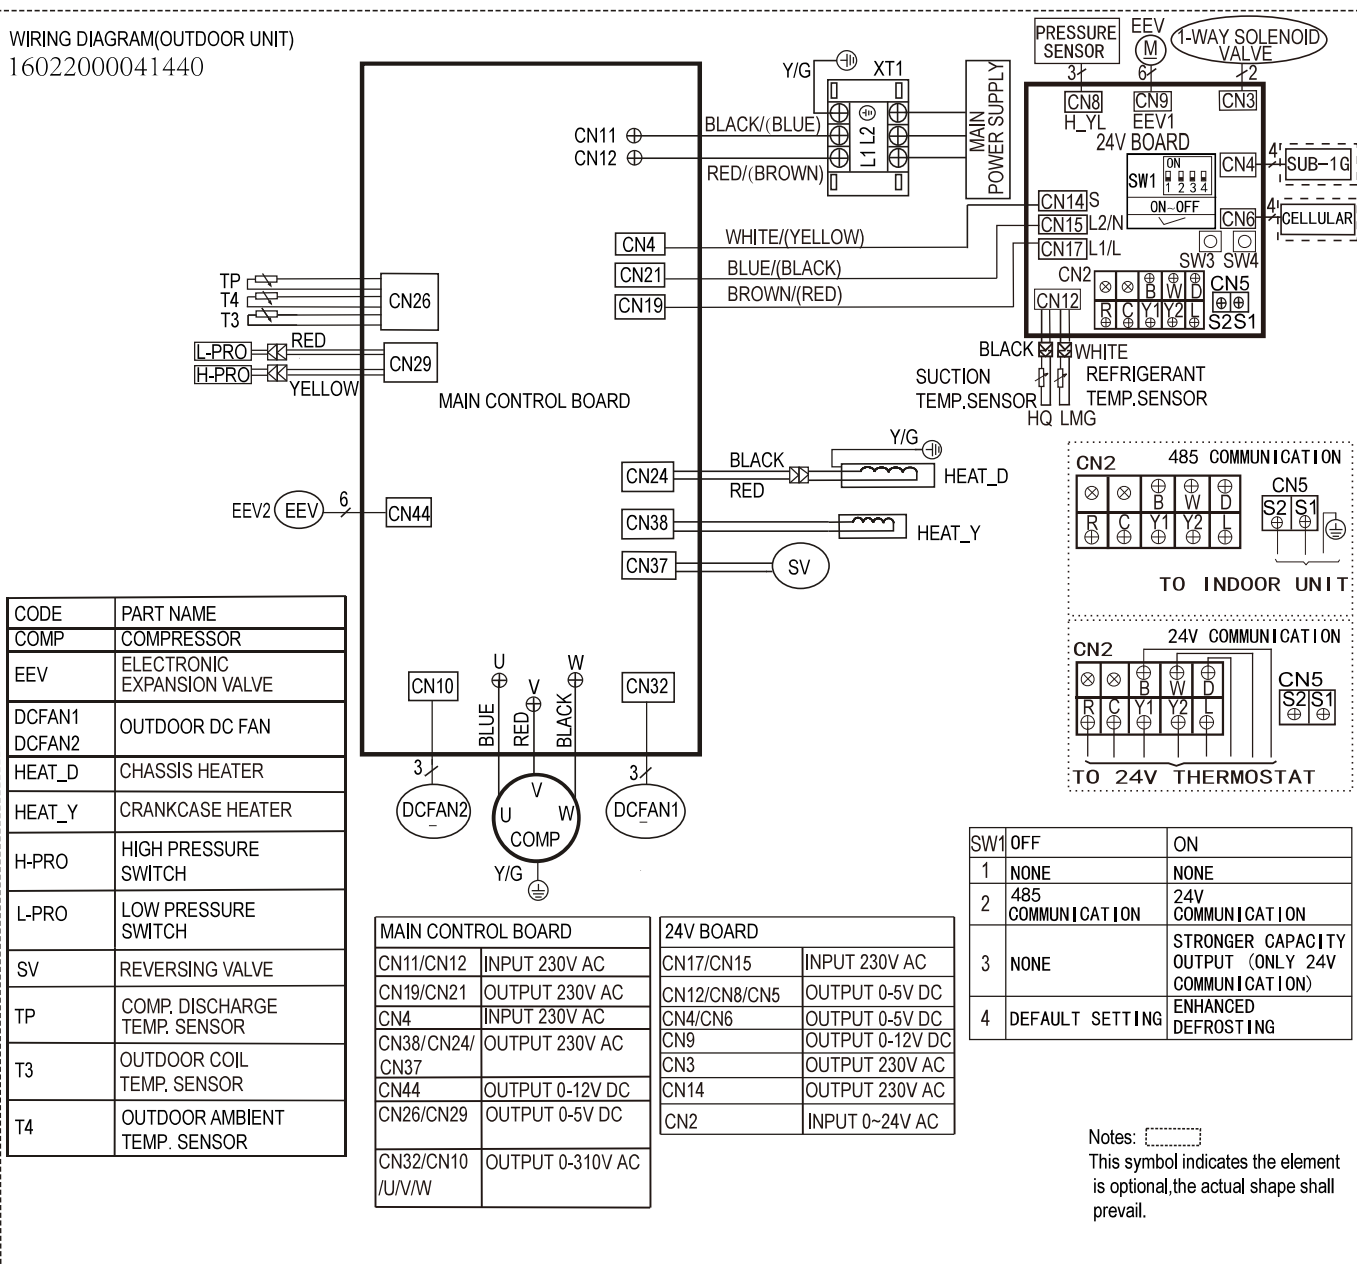 WIRING DIAGRAM(OUTDOOR UNIT)
16022000041440
Y/G
XT1
L1 L2
MAIN
POWER SUPPLY
CN11
CN12
BLACK/(BLUE)
RED/(BROWN)
PRESSURE
SENSOR
3
EEV
M
6
1-WAY SOLENOID
VALVE
2
CN8
H_YL
CN9
EEV1
CN3
24V BOARD
SW1
ON
1 2 3 4
ON~OFF
CN4
4
SUB-1G
CN6
4
CELLULAR
SW3 SW4
CN14 S
CN15 L2/N
CN17 L1/L
CN2
B W D
R C Y1 Y2 L
CN5
S2 S1
CN12
BLACK
WHITE
SUCTION
TEMP.SENSOR
REFRIGERANT
TEMP.SENSOR
HQ LMG
CN4
WHITE/(YELLOW)
CN21
BLUE/(BLACK)
CN19
BROWN/(RED)
TP
T4
T3
CN26
L-PRO
RED
H-PRO
YELLOW
CN29
MAIN CONTROL BOARD
EEV2
EEV
6
CN44
CN24
BLACK
RED
Y/G
HEAT_D
CN38
HEAT_Y
CN37
SV
CN10
U
V
W
CN32
BLUE
RED
BLACK
3
DCFAN2
U
V
W
COMP
Y/G
3
DCFAN1
CN2
485 COMMUNICATION
B W D
R C Y1 Y2 L
CN5
S2 S1
TO INDOOR UNIT
24V COMMUNICATION
CN2
B W D
R C Y1 Y2 L
CN5
S2 S1
TO 24V THERMOSTAT
CODE PART NAME
COMP COMPRESSOR
EEV ELECTRONIC
EXPANSION VALVE
DCFAN1
DCFAN2
OUTDOOR DC FAN
HEAT_D CHASSIS HEATER
HEAT_Y CRANKCASE HEATER
H-PRO HIGH PRESSURE
SWITCH
L-PRO LOW PRESSURE
SWITCH
SV REVERSING VALVE
TP COMP. DISCHARGE
TEMP. SENSOR
T3 OUTDOOR COIL
TEMP. SENSOR
T4 OUTDOOR AMBIENT
TEMP. SENSOR
MAIN CONTROL BOARD
CN11/CN12 INPUT 230V AC
CN19/CN21 OUTPUT 230V AC
CN4 INPUT 230V AC
CN38/CN24/ OUTPUT 230V AC
CN37
CN44 OUTPUT 0-12V DC
CN26/CN29 OUTPUT 0-5V DC
CN32/CN10 OUTPUT 0-310V AC
/U/V/W
24V BOARD
CN17/CN15 INPUT 230V AC
CN12/CN8/CN5 OUTPUT 0-5V DC
CN4/CN6 OUTPUT 0-5V DC
CN9 OUTPUT 0-12V DC
CN3 OUTPUT 230V AC
CN14 OUTPUT 230V AC
CN2 INPUT 0~24V AC
SW1 OFF ON
1 NONE NONE
2 485
COMMUNICATION
24V
COMMUNICATION
3 NONE
STRONGER CAPACITY
OUTPUT (ONLY 24V
COMMUNICATION)
4 DEFAULT SETTING
ENHANCED
DEFROSTING
Notes:
This symbol indicates the element
is optional,the actual shape shall
prevail.